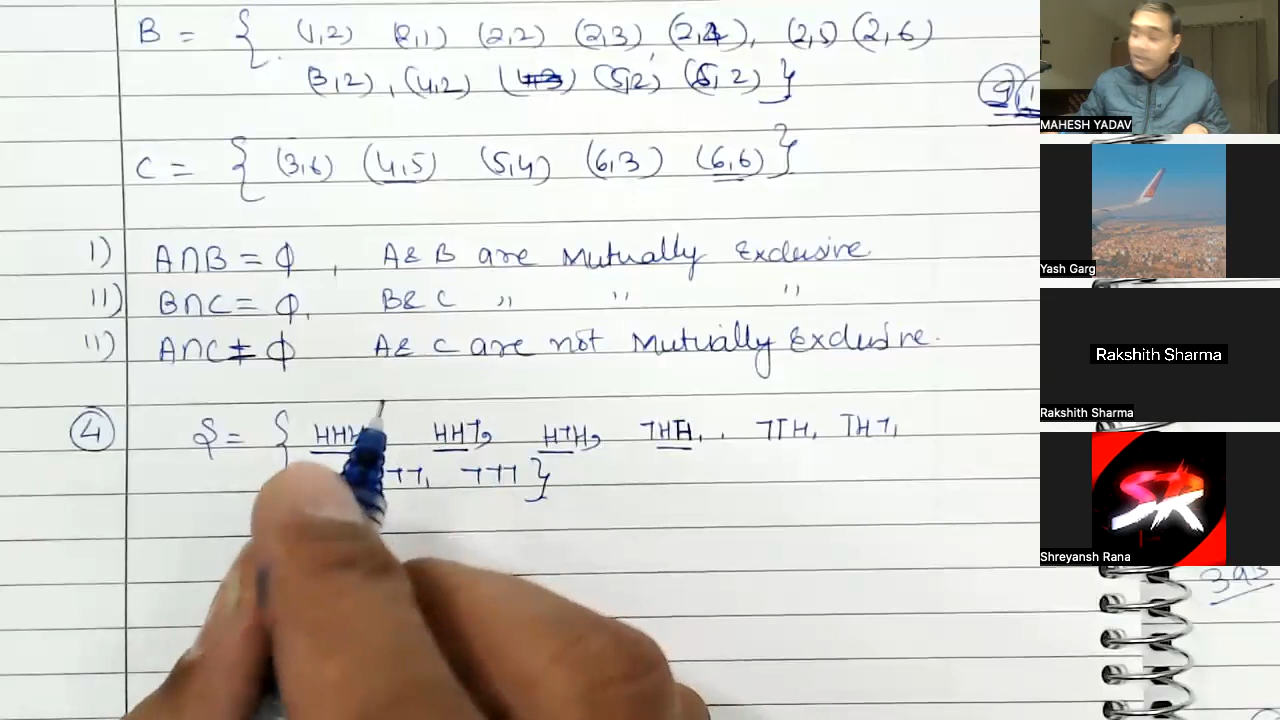 B = { (1,2) (2,1) (2,2) (2,3), (2,4), (2,5) (2,6)
(3,2), (4,2) (5,2) (6,2) }
C = { (3,6) (4,5) (5,4) (6,3) (6,6) }
1) A∩B = Φ, A & B are Mutually Exclusive.
11) B∩C = Φ, B & C ,, ,, ,,
11) A∩C ≠ Φ A & C are not Mutually Exclusive.
④ S = { HHH HHT, HTH, THH, . TTH, THT,
TT, TTT }
MAHESH YADAV
Yash Garg
Rakshith Sharma
Rakshith Sharma
SR
Shreyansh Rana
393